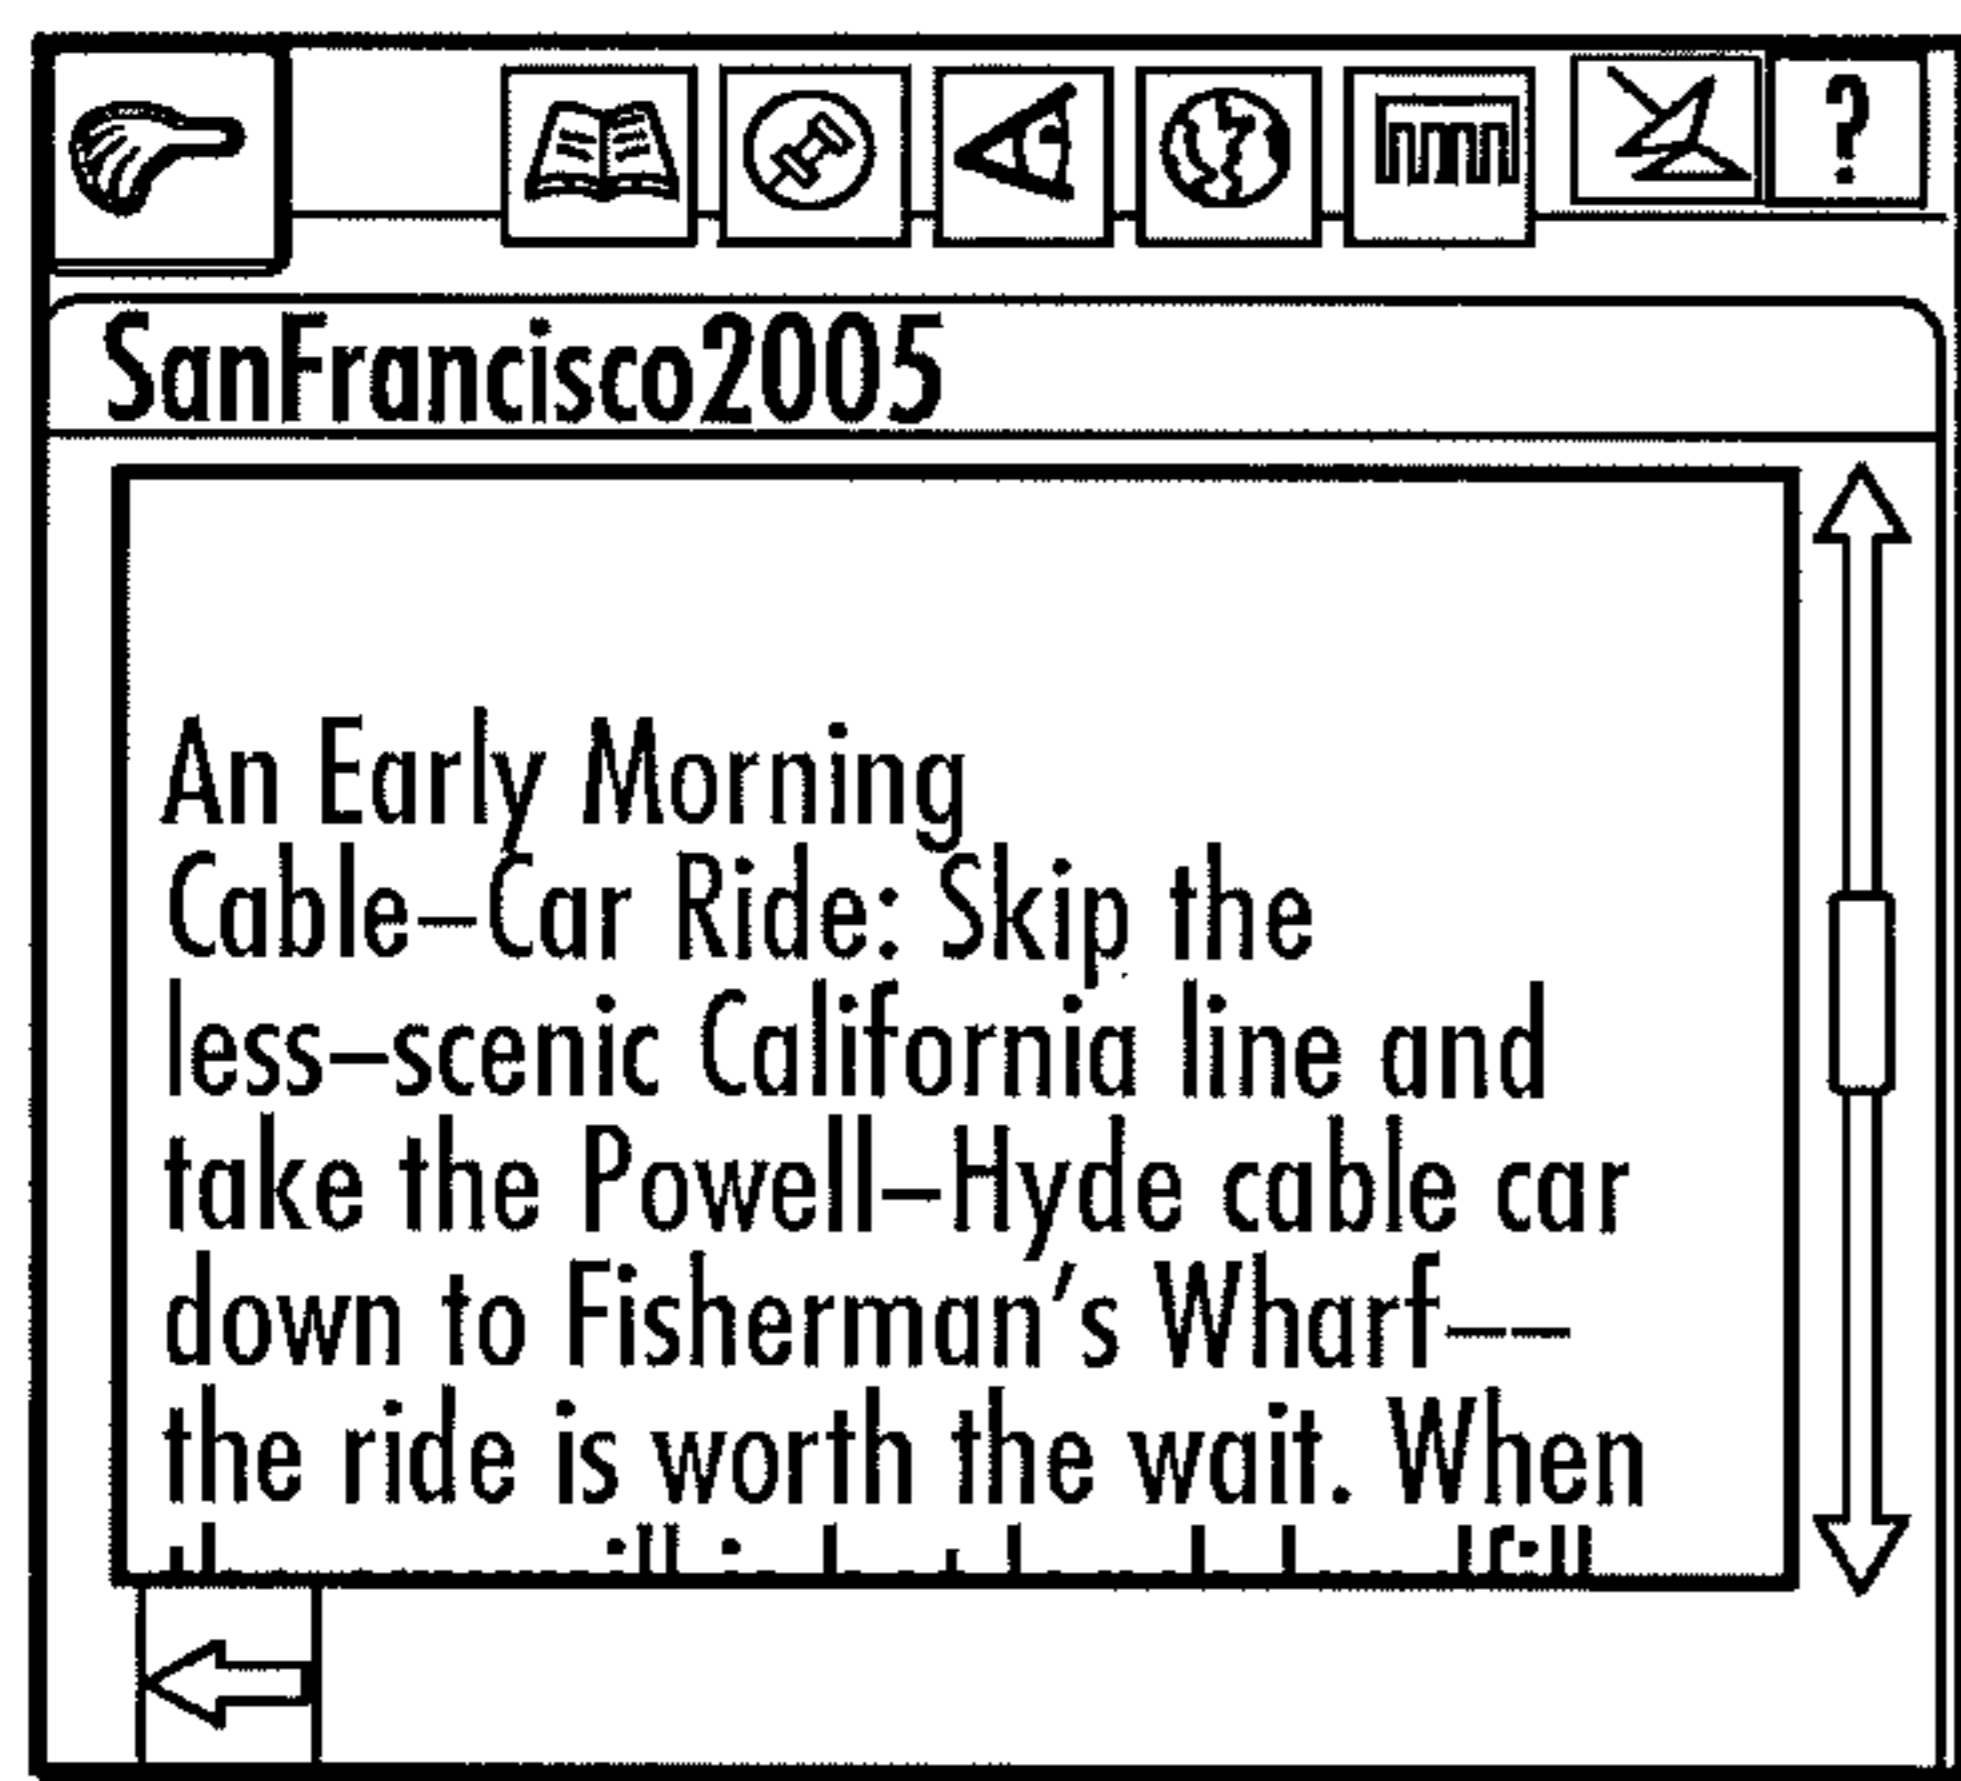 ?
SanFrancisco2005
An Early Morning
Cable–Car Ride: Skip the
less–scenic California line and
take the Powell–Hyde cable car
down to Fisherman's Wharf––
the ride is worth the wait. When